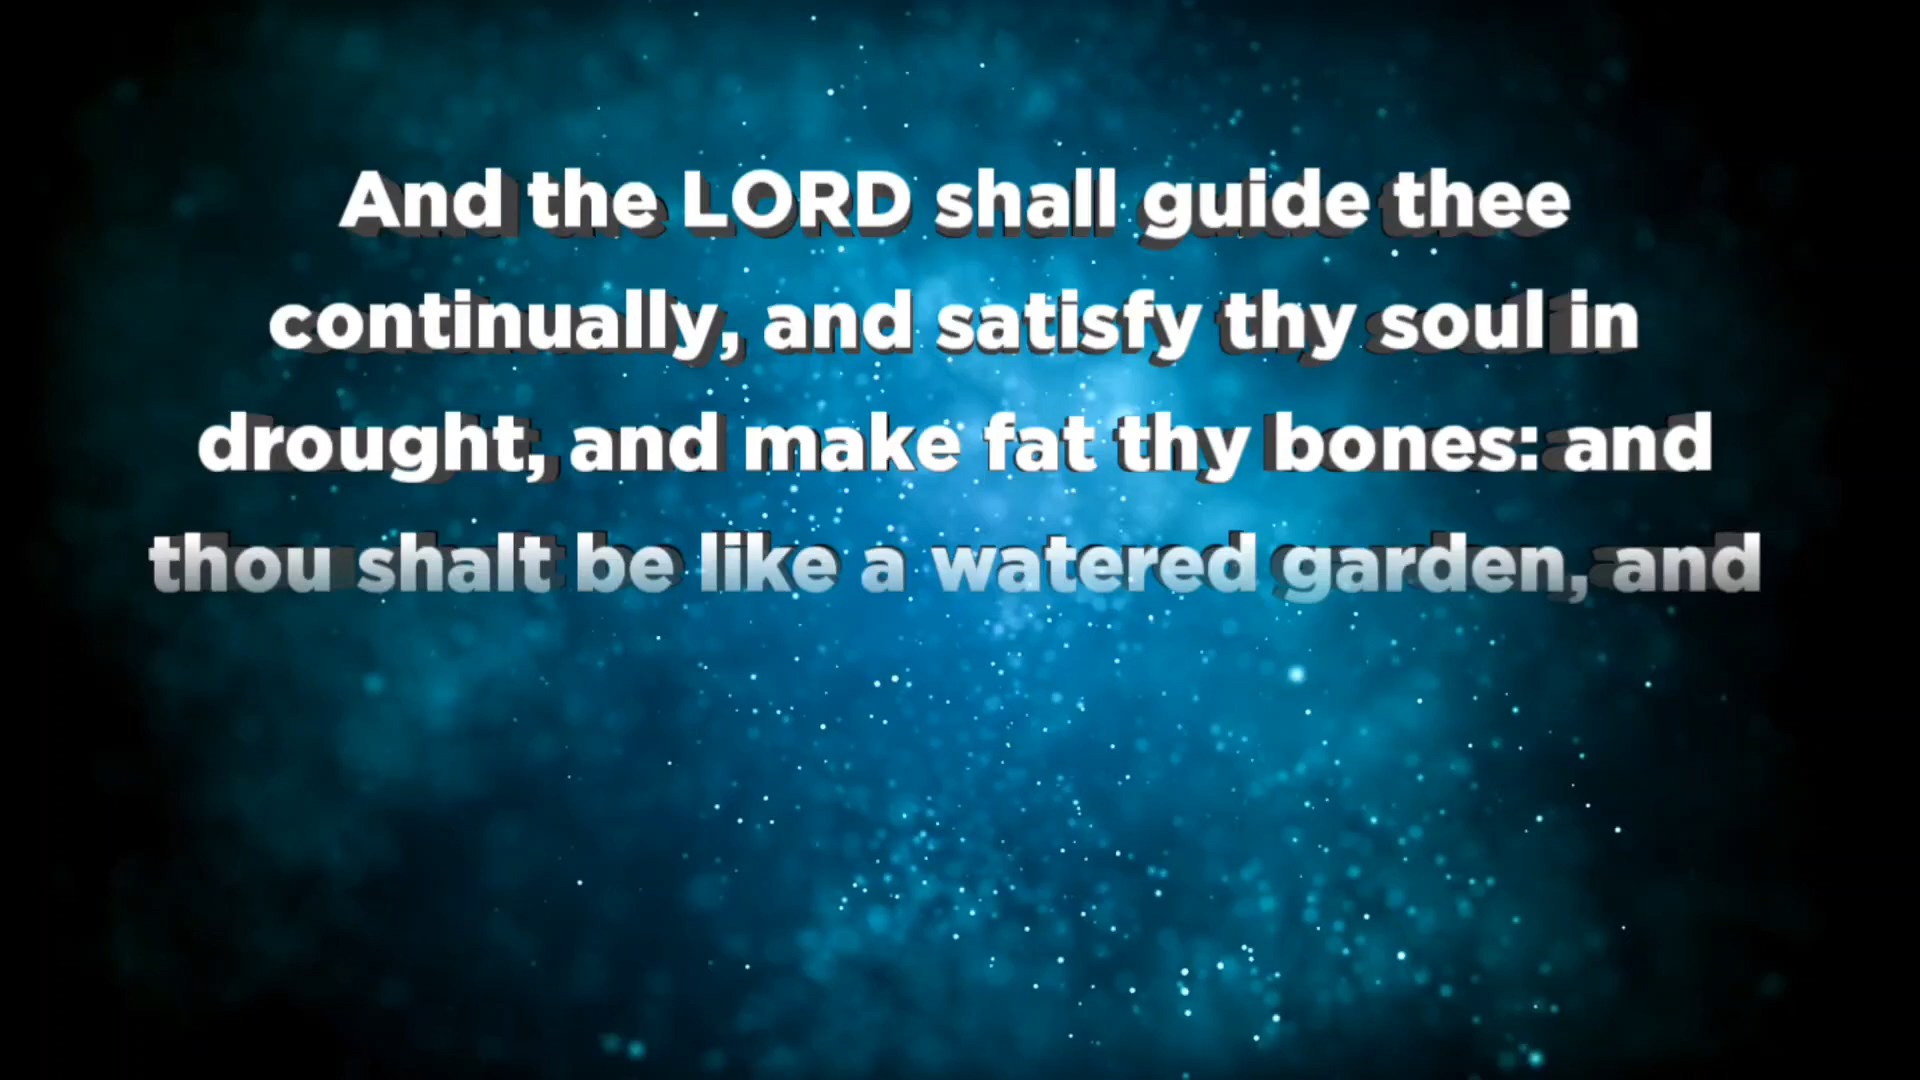 And the LORD shall guide thee
continually, and satisfy thy soul in
drought, and make fat thy bones: and
thou shalt be like a watered garden, and